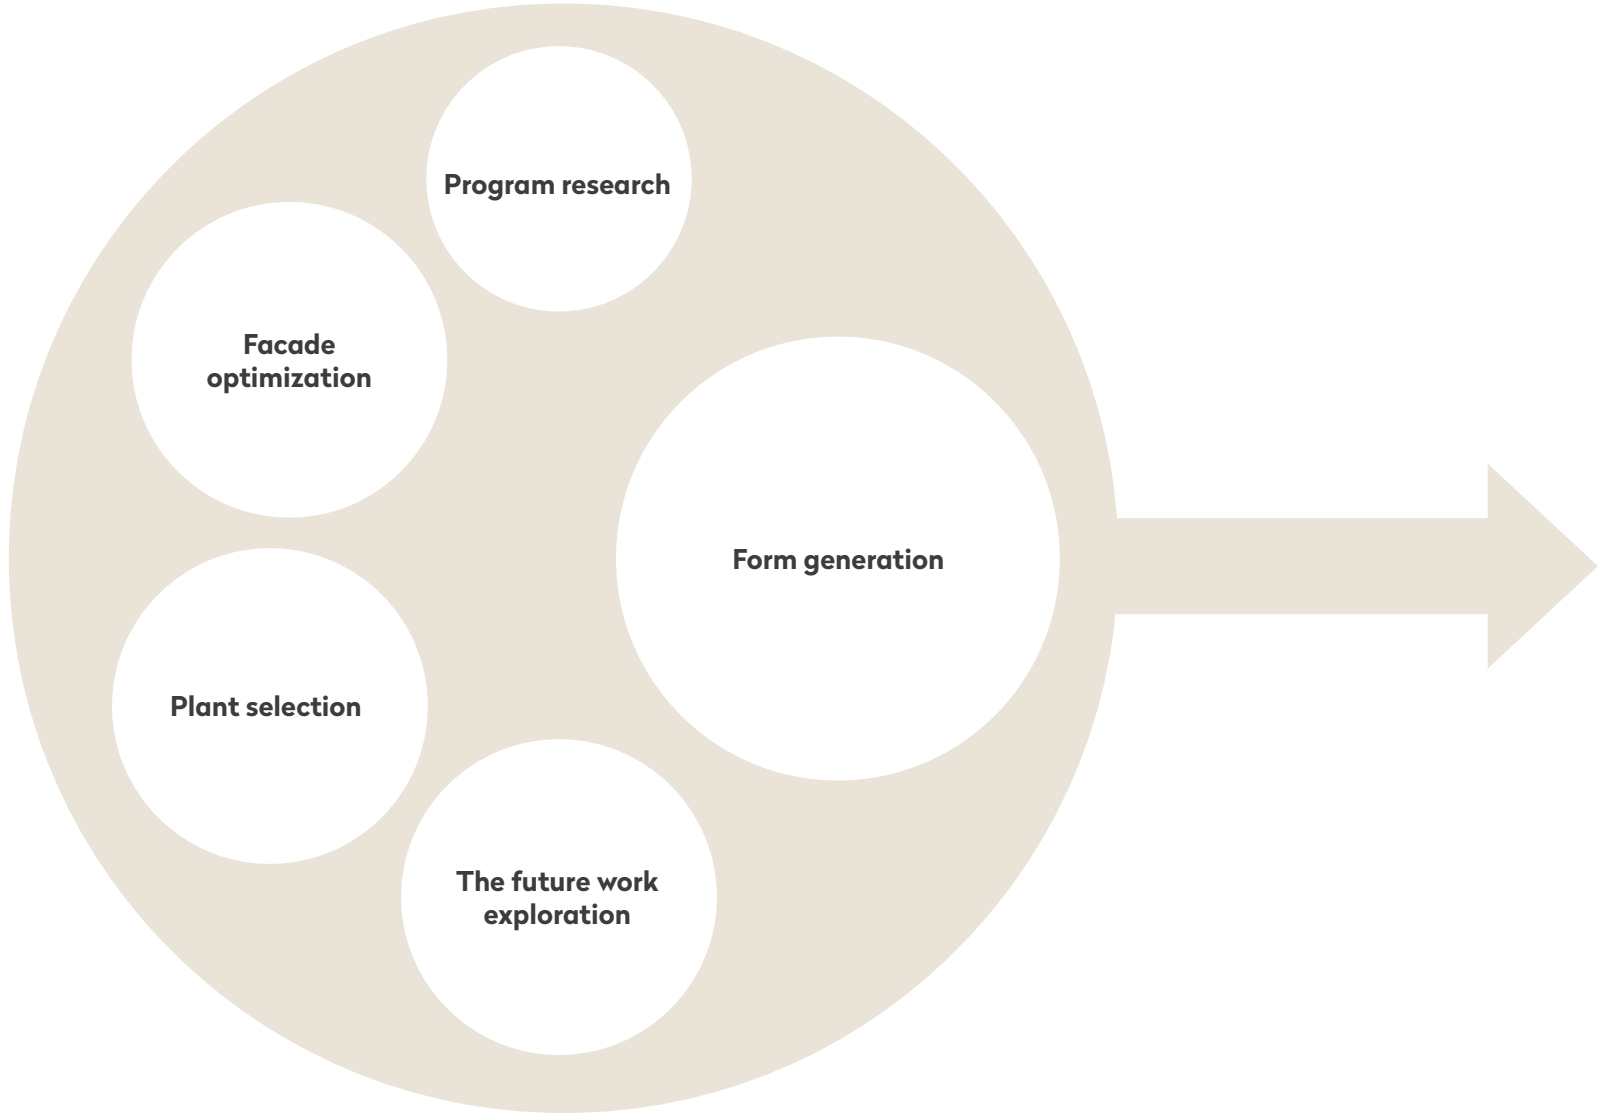 Program research
Facade
optimization
Form generation
Plant selection
The future work
exploration